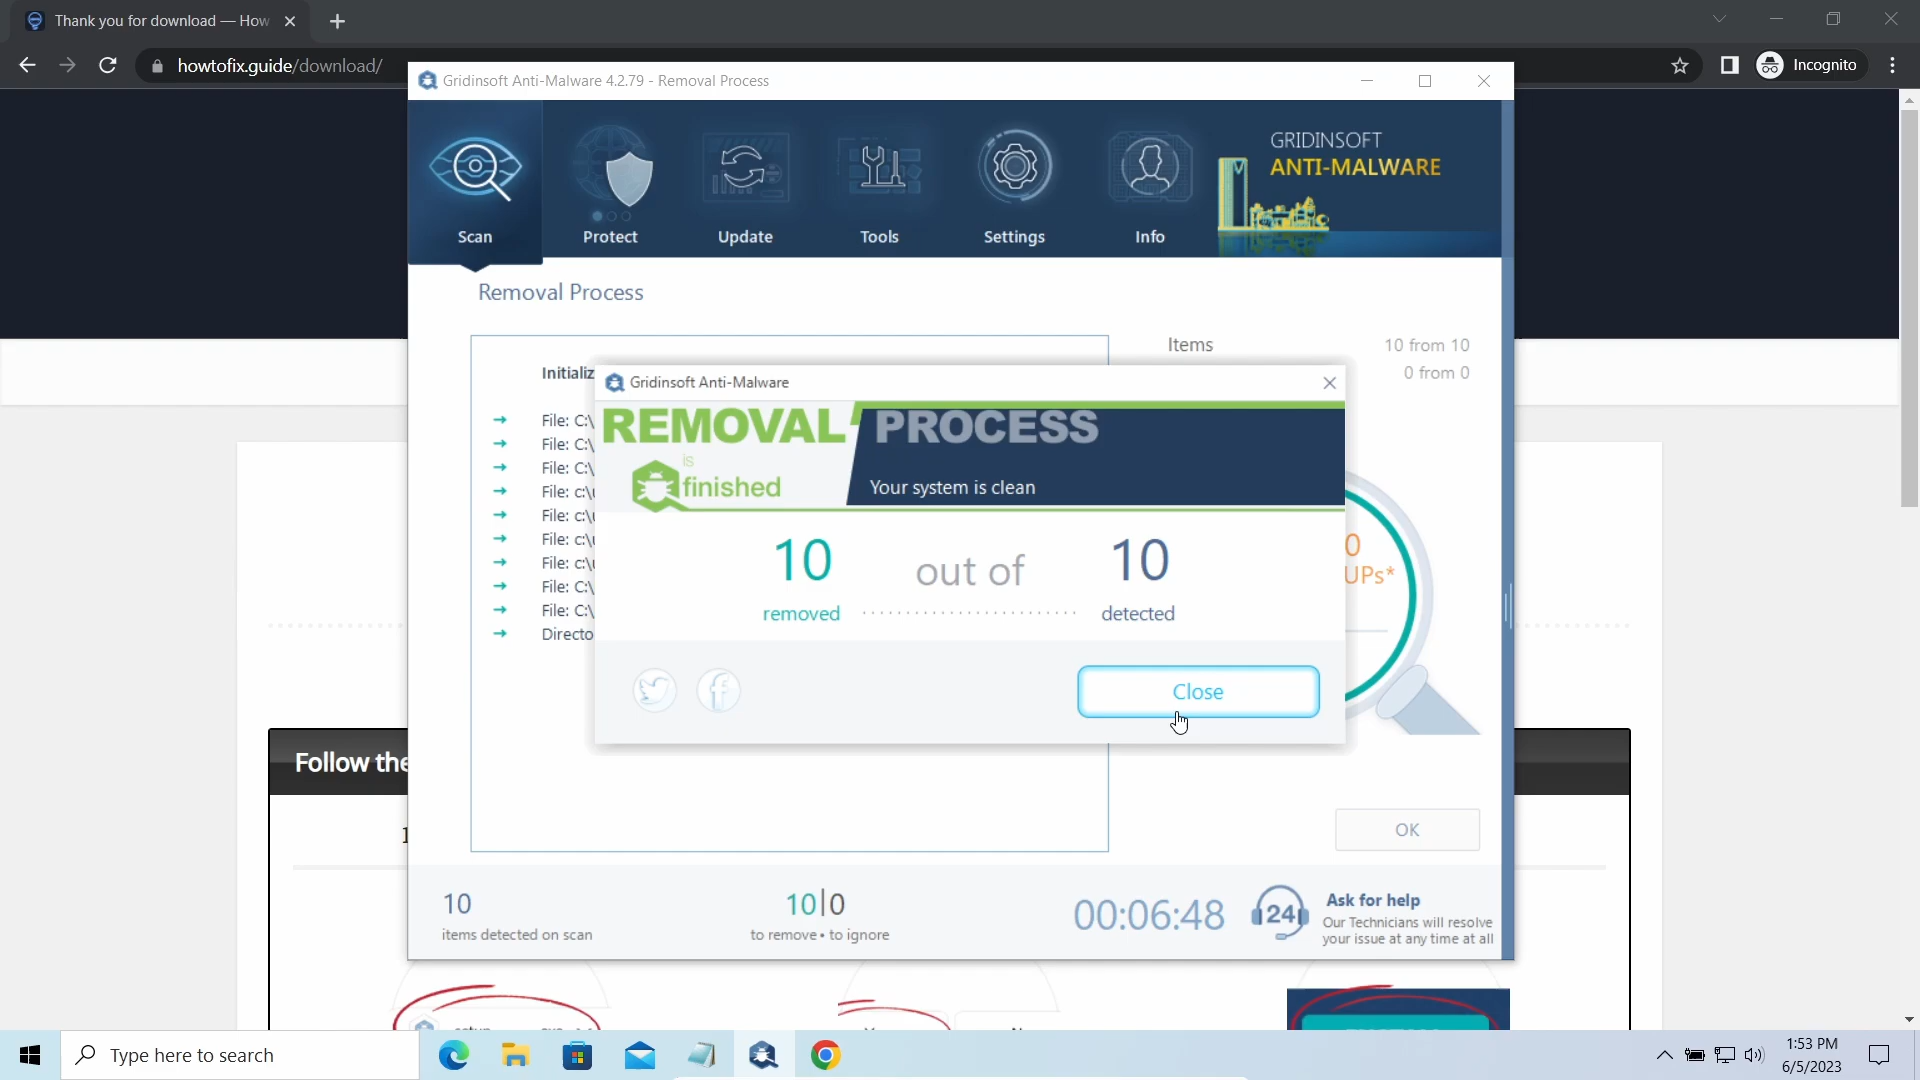 Thank you for download — How
howtofix.guide/download/
Incognito
Gridinsoft Anti-Malware 4.2.79 - Removal Process
Scan
Protect
Update
Tools
Settings
Info
GRIDINSOFT
ANTI-MALWARE
Removal Process
Items
10 from 10
0 from 0
Initializ
File: C:\
File: C:\
File: C:\
File: c:\u
File: c:\u
File: c:\u
File: c:\u
File: C:\
File: C:\
Directo
Gridinsoft Anti-Malware
REMOVAL PROCESS
is
finished
Your system is clean
10 out of 10
removed
detected
0
UPs*
Close
Follow the
1
OK
10
items detected on scan
10|0
to remove • to ignore
00:06:48
24
Ask for help
Our Technicians will resolve
your issue at any time at all
Type here to search
1:53 PM
6/5/2023